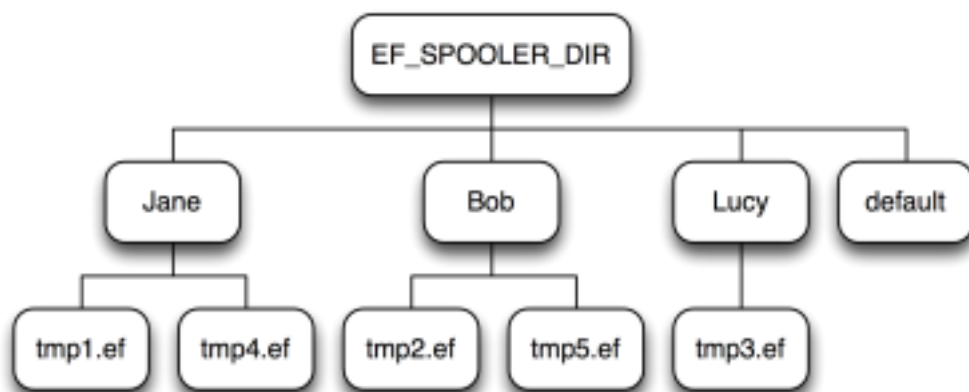 EF_SPOOLER_DIR
Jane
Bob
Lucy
default
tmp1.ef
tmp4.ef
tmp2.ef
tmp5.ef
tmp3.ef